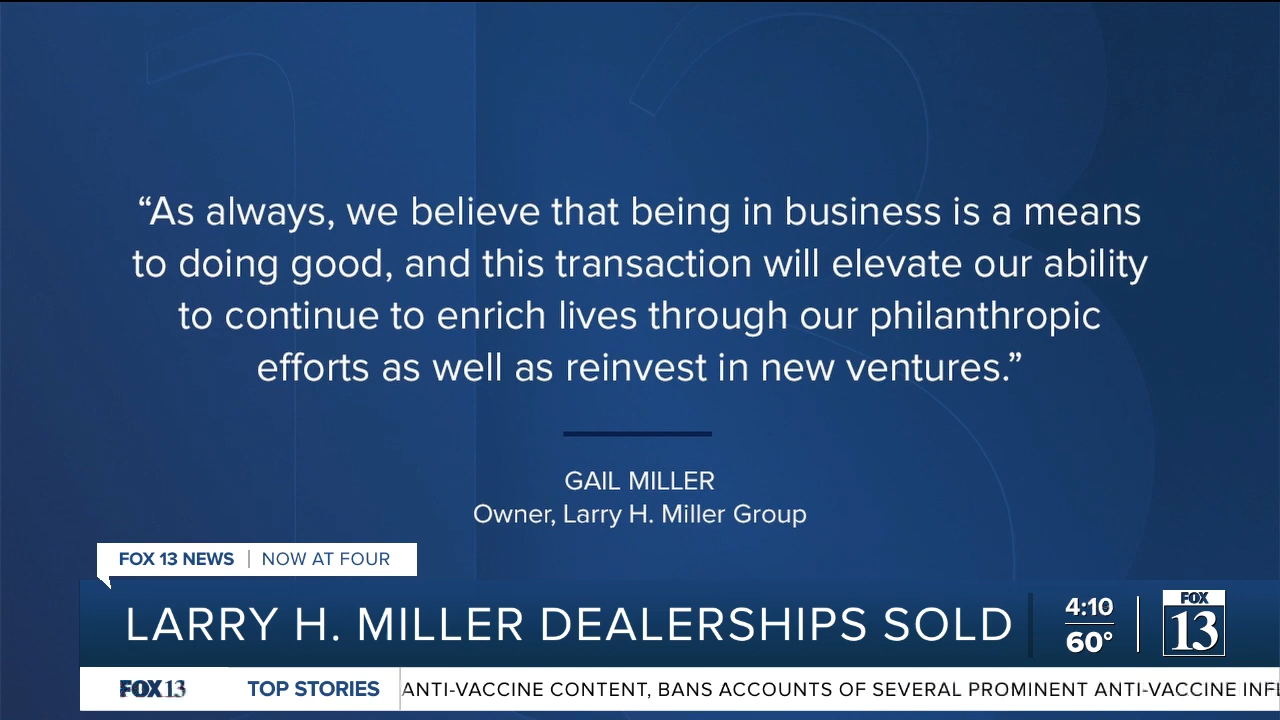 “As always, we believe that being in business is a means
to doing good, and this transaction will elevate our ability
to continue to enrich lives through our philanthropic
efforts as well as reinvest in new ventures.”
GAIL MILLER
Owner, Larry H. Miller Group
FOX 13 NEWS | NOW AT FOUR
LARRY H. MILLER DEALERSHIPS SOLD
4:10
60°
FOX
13
FOX 13 TOP STORIES ANTI-VACCINE CONTENT, BANS ACCOUNTS OF SEVERAL PROMINENT ANTI-VACCINE